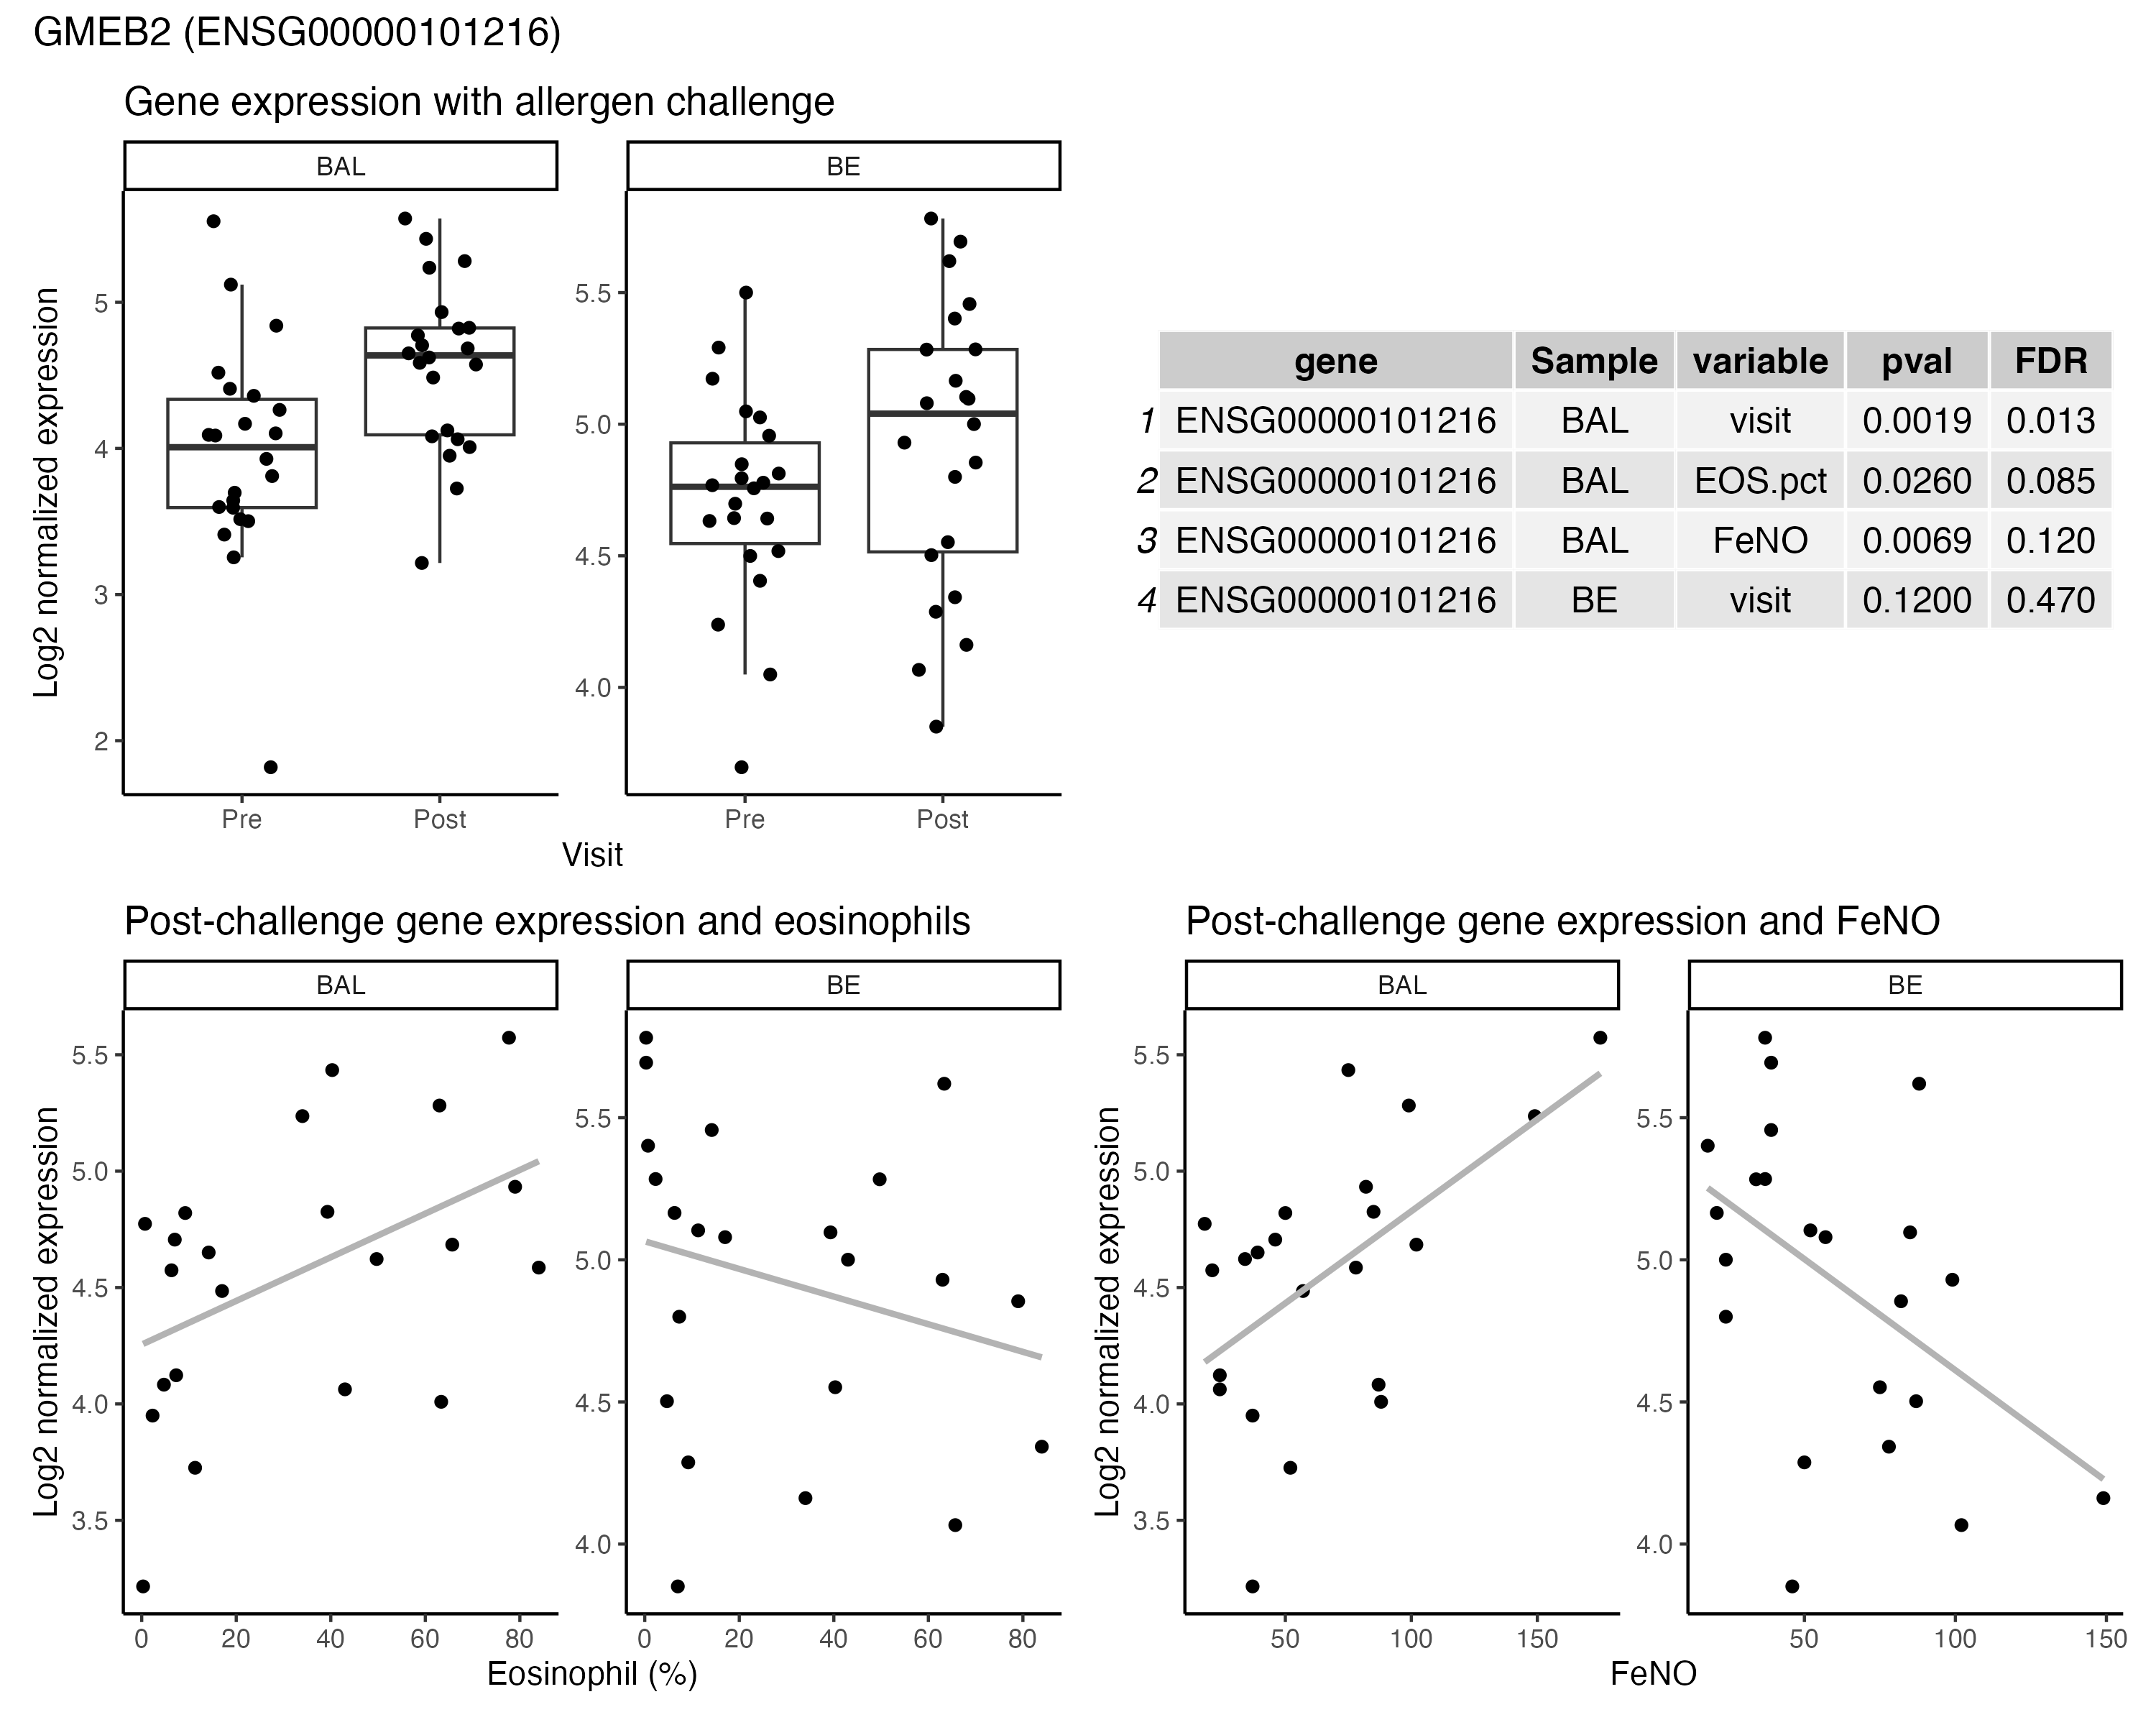 GMEB2 (ENSG00000101216)
Gene expression with allergen challenge
BAL BE
Log2 normalized expression
5
4
3
2
5.5
5.0
4.5
4.0
Pre Post Pre Post
Visit
gene Sample variable pval FDR
1 ENSG00000101216 BAL visit 0.0019 0.013
2 ENSG00000101216 BAL EOS.pct 0.0260 0.085
3 ENSG00000101216 BAL FeNO 0.0069 0.120
4 ENSG00000101216 BE visit 0.1200 0.470
Post-challenge gene expression and eosinophils
BAL BE
Log2 normalized expression
5.5
5.0
4.5
4.0
3.5
5.5
5.0
4.5
4.0
0 20 40 60 80 0 20 40 60 80
Eosinophil (%)
Post-challenge gene expression and FeNO
BAL BE
Log2 normalized expression
5.5
5.0
4.5
4.0
3.5
5.5
5.0
4.5
4.0
50 100 150 50 100 150
FeNO